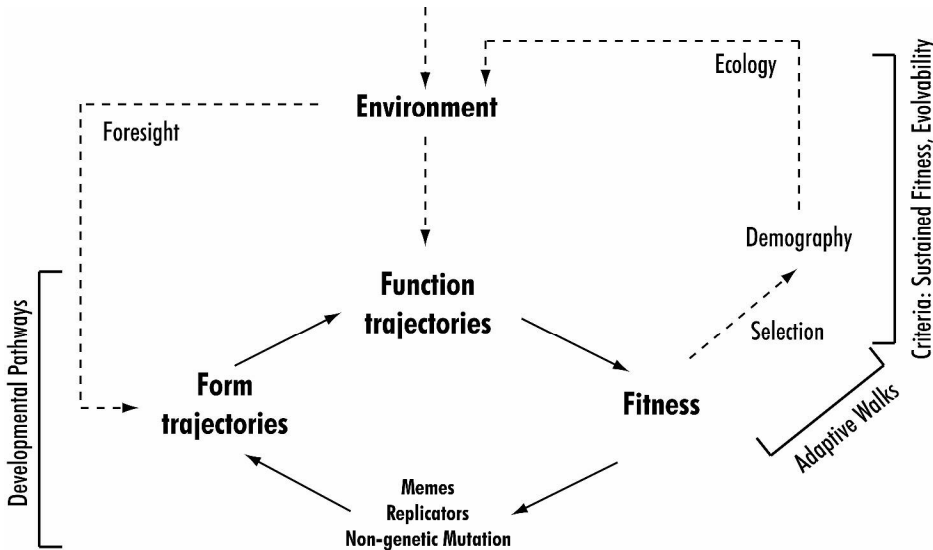 Ecology
Environment
Foresight
Criteria: Sustained Fitness, Evolvability
Demography
Function
trajectories
Selection
Developmental Pathways
Form
trajectories
Fitness
Adaptive Walks
Memes
Replicators
Non-genetic Mutation